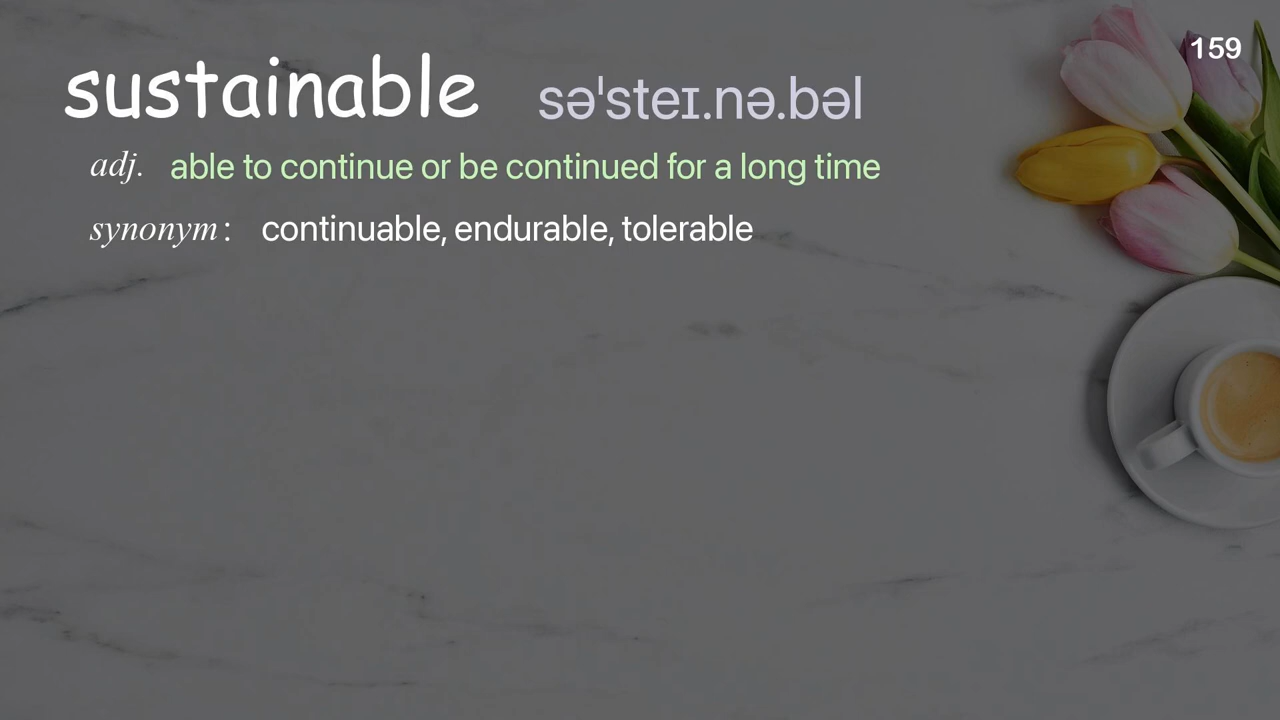 159
sustainable səˈsteɪ.nə.bəl
adj. able to continue or be continued for a long time
synonym: continuable, endurable, tolerable